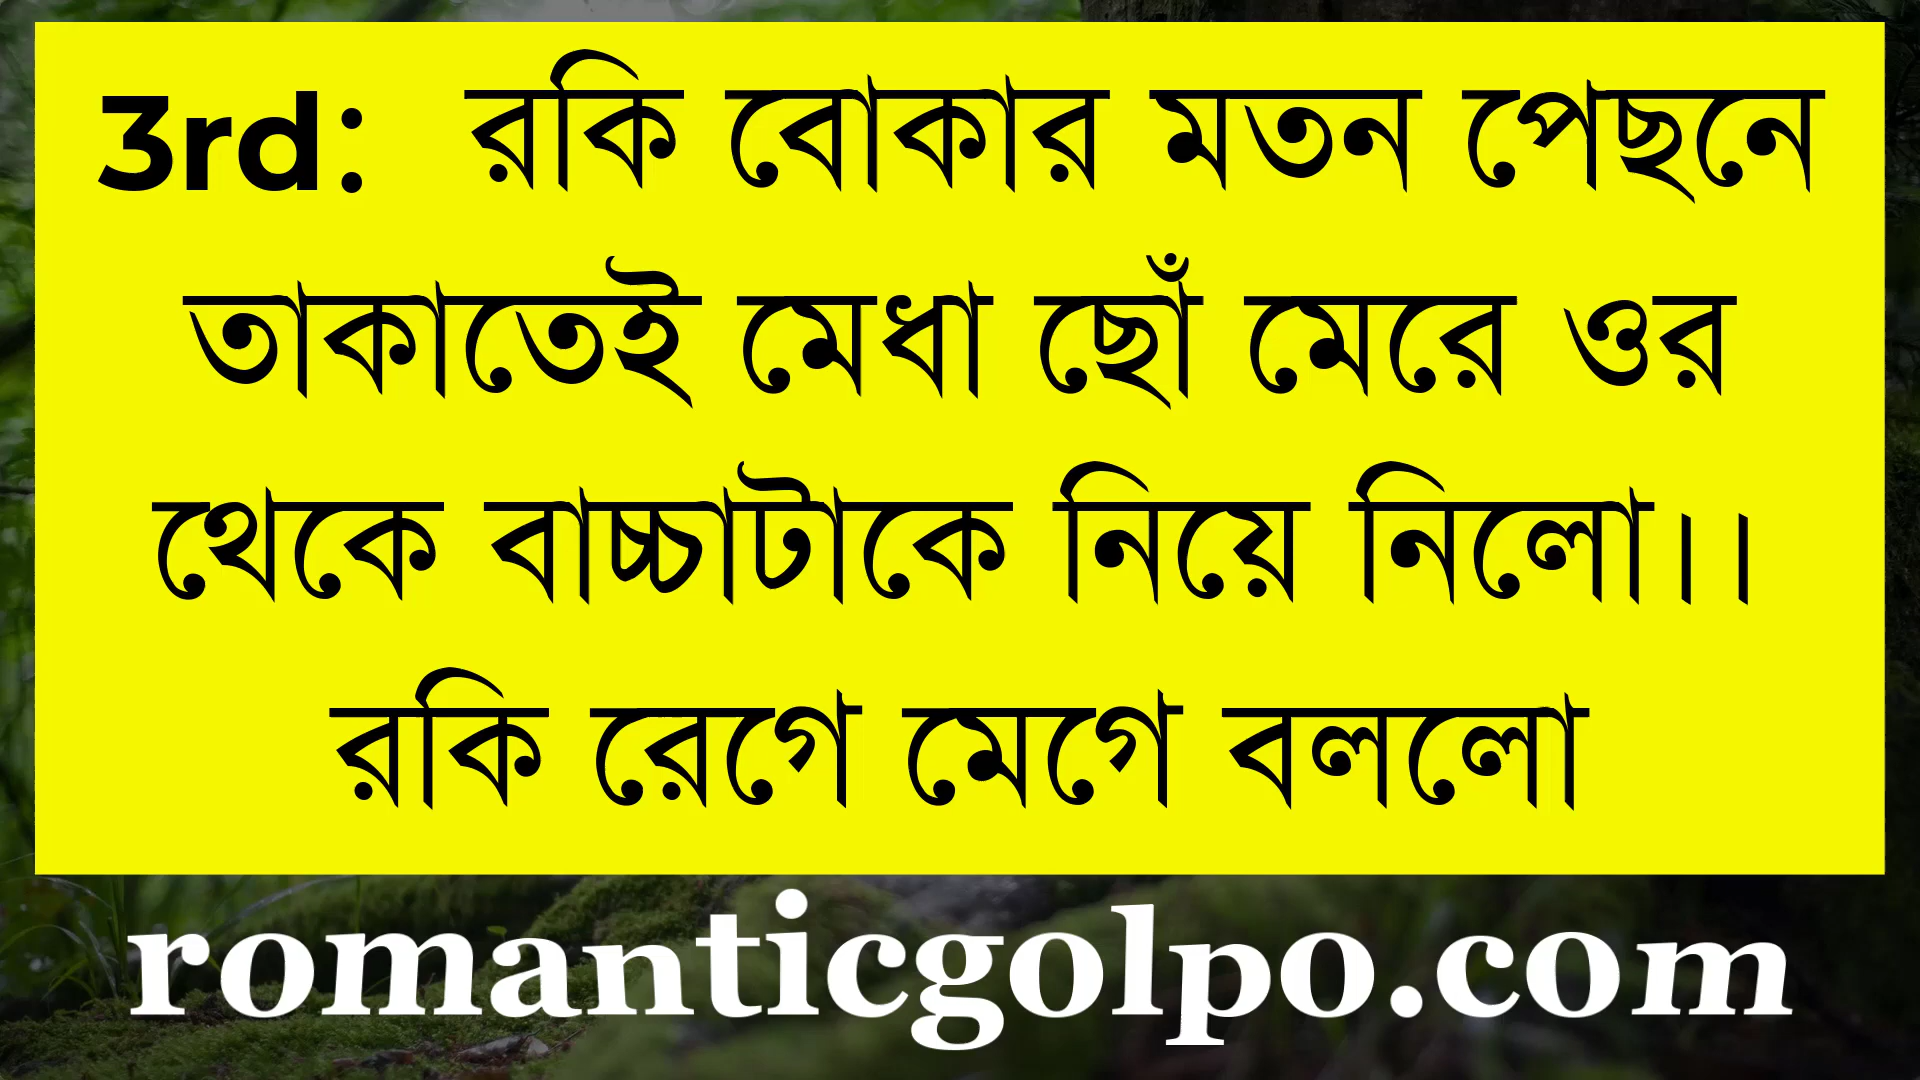 3rd: রকি বোকার মতন পেছনে
তাকাতেই মেধা ছোঁ মেরে ওর
থেকে বাচ্চাটাকে নিয়ে নিলো।।
রকি রেগে মেগে বললো
romanticgolpo.com